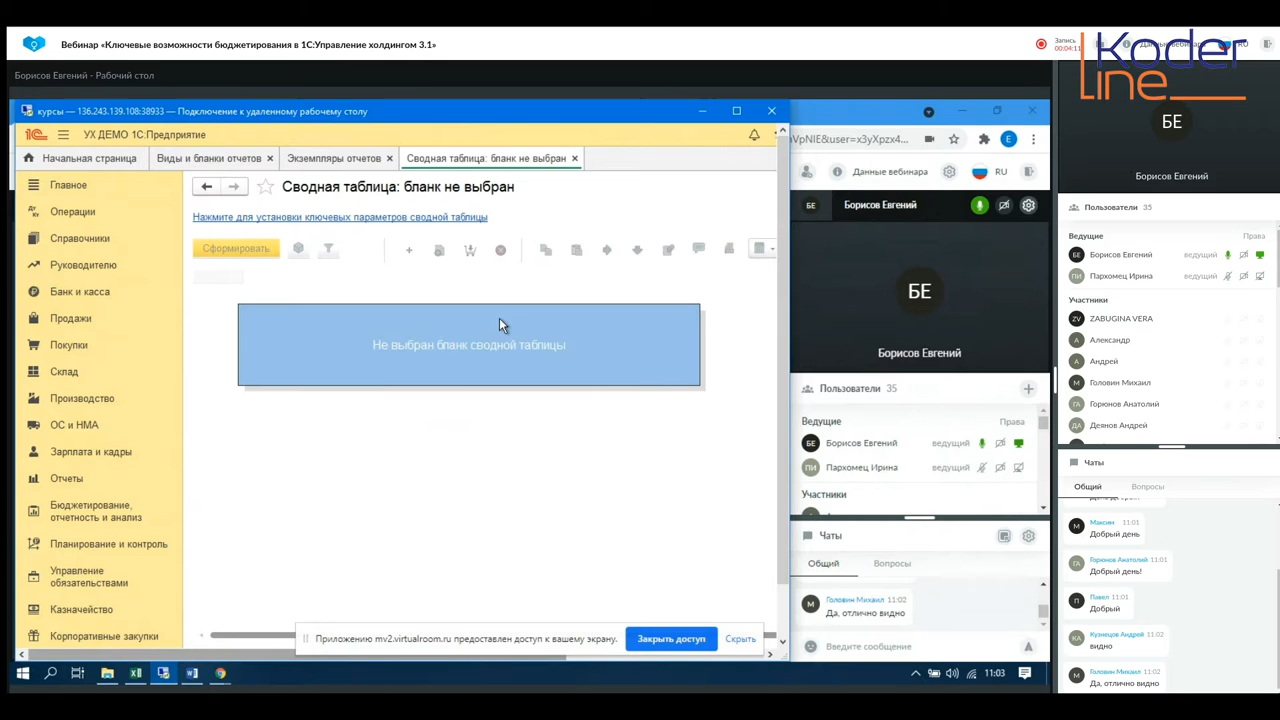 Вебинар «Ключевые возможности бюджетирования в 1С:Управление холдингом 3.1»
Запись
00:04:11
Данные вебинара
RU
Koder
line
Борисов Евгений - Рабочий стол
курсы — 136.243.139.108:38933 — Подключение к удаленному рабочему столу
УХ ДЕМО 1С:Предприятие
Начальная страница
Виды и бланки отчетов
Экземпляры отчетов
Сводная таблица: бланк не выбран
Главное
Операции
Справочники
Руководителю
Банк и касса
Продажи
Покупки
Склад
Производство
ОС и НМА
Зарплата и кадры
Отчеты
Бюджетирование,
отчетность и анализ
Планирование и контроль
Управление
обязательствами
Казначейство
Корпоративные закупки
Сводная таблица: бланк не выбран
Нажмите для установки ключевых параметров сводной таблицы
Сформировать
Не выбран бланк сводной таблицы
Приложению mv2.virtualroom.ru предоставлен доступ к вашему экрану.
Закрыть доступ
Скрыть
11:03
aVpNIE&user=x3yXpzx4...
E
Данные вебинара
RU
БЕ
Борисов Евгений
БЕ
Борисов Евгений
Пользователи 35
Ведущие
Права
БЕ
Борисов Евгений
ведущий
ПИ
Пархомец Ирина
ведущий
Участники
Чаты
Общий
Вопросы
М
Головин Михаил 11:02
Да, отлично видно
Введите сообщение
БЕ
Борисов Евгений
Пользователи 35
Ведущие
Права
БЕ
Борисов Евгений
ведущий
ПИ
Пархомец Ирина
ведущий
Участники
ZV
ZABUGINA VERA
А
Александр
А
Андрей
М
Головин Михаил
ГА
Горюнов Анатолий
ДА
Деянов Андрей
Чаты
Общий
Вопросы
М
Максим 11:01
Добрый день
ГА
Горюнов Анатолий 11:01
Добрый день!
П
Павел 11:01
Добрый
КА
Кузнецов Андрей 11:02
видно
М
Головин Михаил 11:02
Да, отлично видно